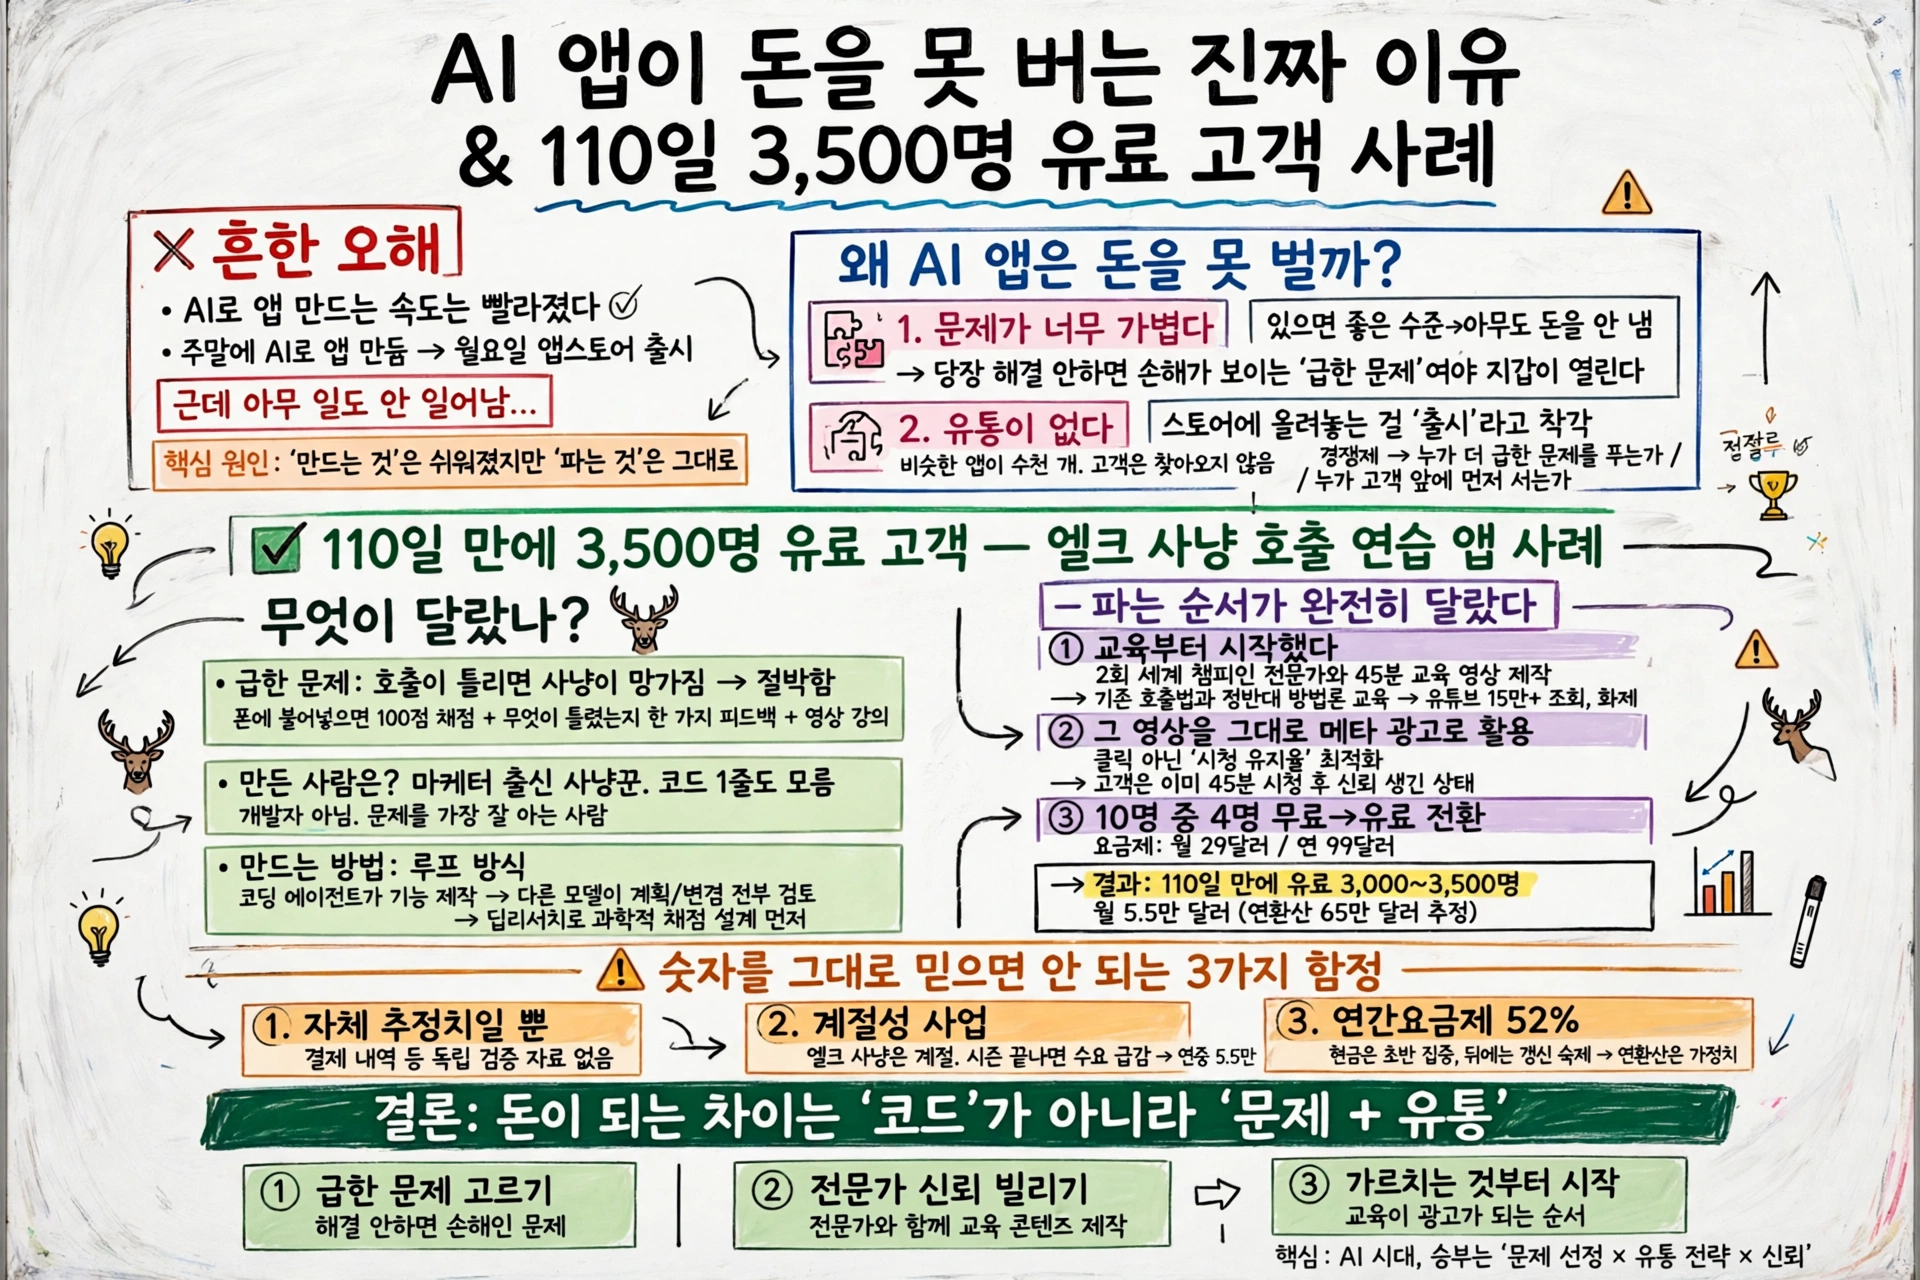 AI 앱이 돈을 못 버는 진짜 이유
& 110일 3,500명 유료 고객 사례
흔한 오해
• AI로 앱 만드는 속도는 빨라졌다
• 주말에 AI로 앱 만듬 → 월요일 앱스토어 출시
근데 아무 일도 안 일어남...
핵심 원인: '만드는 것'은 쉬워졌지만 '파는 것'은 그대로
왜 AI 앱은 돈을 못 벌까?
1. 문제가 너무 가볍다
있으면 좋은 수준→아무도 돈을 안 냄
→ 당장 해결 안하면 손해가 보이는 '급한 문제'여야 지갑이 열린다
2. 유통이 없다
스토어에 올려놓는 걸 '출시'라고 착각
비슷한 앱이 수천 개. 고객은 찾아오지 않음
경쟁제 → 누가 더 급한 문제를 푸는가 /
/ 누가 고객 앞에 먼저 서는가
110일 만에 3,500명 유료 고객 — 엘크 사냥 호출 연습 앱 사례
무엇이 달랐나?
• 급한 문제: 호출이 틀리면 사냥이 망가짐 → 절박함
폰에 불어넣으면 100점 채점 + 무엇이 틀렸는지 한 가지 피드백 + 영상 강의
• 만든 사람은? 마케터 출신 사냥꾼. 코드 1줄도 모름
개발자 아님. 문제를 가장 잘 아는 사람
• 만드는 방법: 루프 방식
코딩 에이전트가 기능 제작 → 다른 모델이 계획/변경 전부 검토
→ 딥리서치로 과학적 채점 설계 먼저
— 파는 순서가 완전히 달랐다
① 교육부터 시작했다
2회 세계 챔피인 전문가와 45분 교육 영상 제작
→ 기존 호출법과 정반대 방법론 교육 → 유튜브 15만+ 조회, 화제
② 그 영상을 그대로 메타 광고로 활용
클릭 아닌 '시청 유지율' 최적화
→ 고객은 이미 45분 시청 후 신뢰 생긴 상태
③ 10명 중 4명 무료→유료 전환
요금제: 월 29달러 / 연 99달러
→ 결과: 110일 만에 유료 3,000~3,500명
월 5.5만 달러 (연환산 65만 달러 추정)
숫자를 그대로 믿으면 안 되는 3가지 함정
1. 자체 추정치일 뿐
결제 내역 등 독립 검증 자료 없음
2. 계절성 사업
엘크 사냥은 계절. 시즌 끝나면 수요 급감 → 연중 5.5만
3. 연간요금제 52%
현금은 초반 집중, 뒤에는 갱신 숙제 → 연환산은 가정치
결론: 돈이 되는 차이는 '코드'가 아니라 '문제 + 유통'
① 급한 문제 고르기
해결 안하면 손해인 문제
② 전문가 신뢰 빌리기
전문가와 함께 교육 콘텐즈 제작
③ 가르치는 것부터 시작
교육이 광고가 되는 순서
핵심: AI 시대, 승부는 '문제 선정 × 유통 전략 × 신뢰'